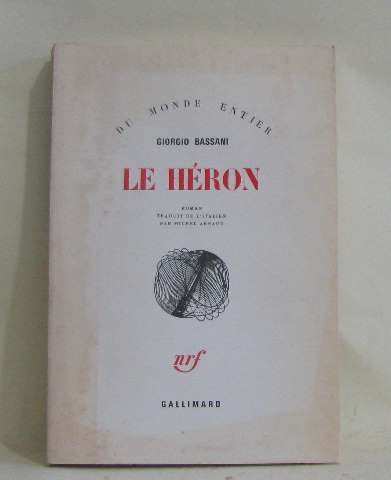 DU MONDE ENTIER
GIORGIO BASSANI
LE HÉRON
ROMAN
TRADUIT DE L'ITALIEN
PAR MICHEL ARNAUD
nrf
GALLIMARD